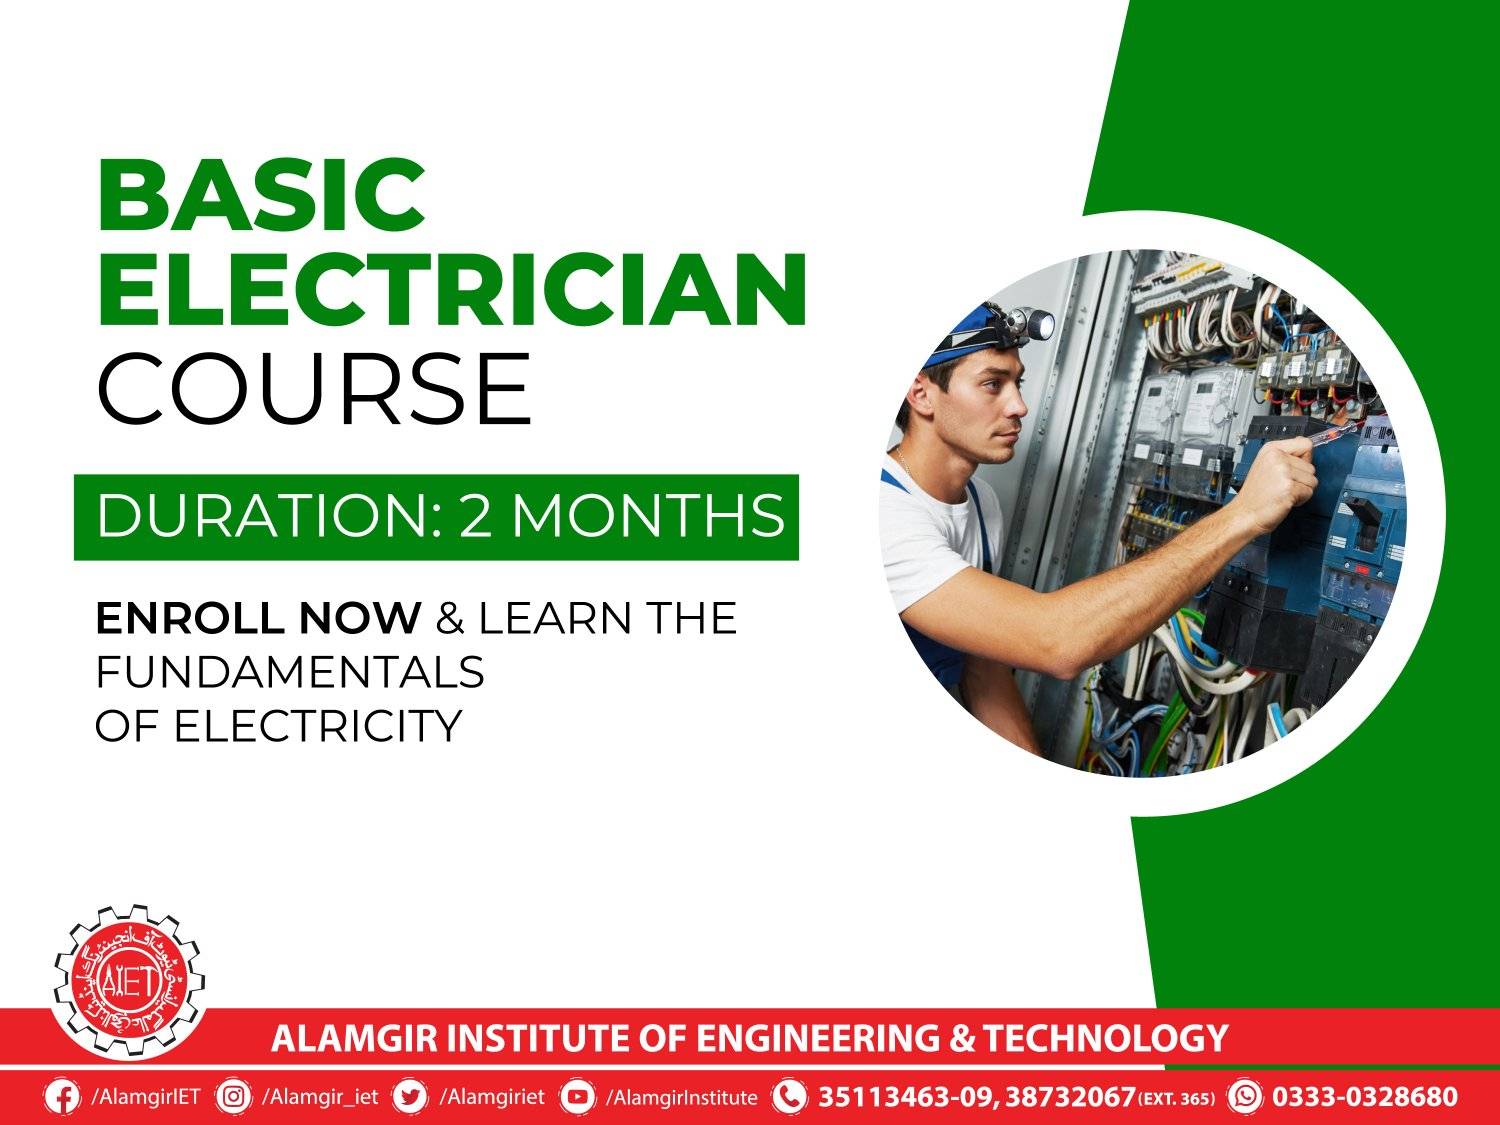 BASIC
ELECTRICIAN
COURSE
DURATION: 2 MONTHS
ENROLL NOW & LEARN THE
FUNDAMENTALS
OF ELECTRICITY
AIET
ALAMGIR INSTITUTE OF ENGINEERING & TECHNOLOGY
/AlamgirIET /Alamgir_iet /Alamgiriet /AlamgirInstitute 35113463-09, 38732067(EXT. 365) 0333-0328680